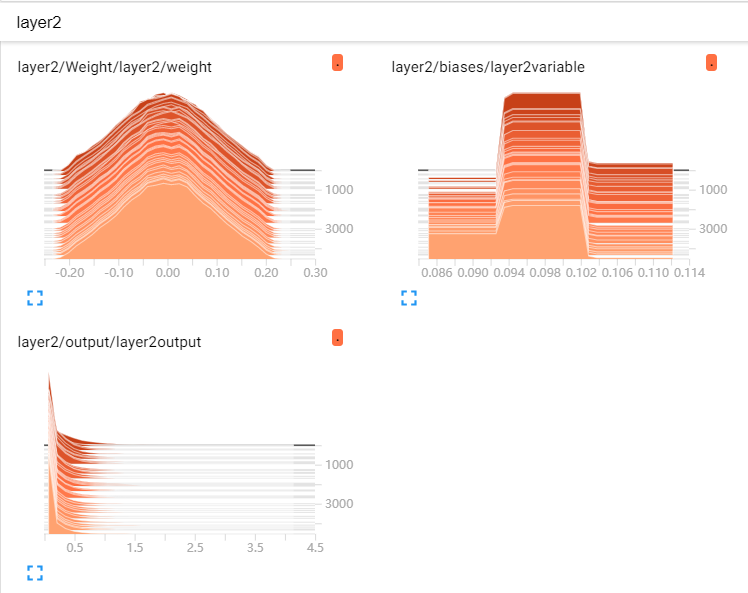 layer2
layer2/Weight/layer2/weight
.
1000
3000
-0.20 -0.10 0.00 0.10 0.20 0.30
layer2/biases/layer2variable
.
1000
3000
0.086 0.090 0.094 0.098 0.102 0.106 0.110 0.114
layer2/output/layer2output
.
1000
3000
0.5 1.5 2.5 3.5 4.5